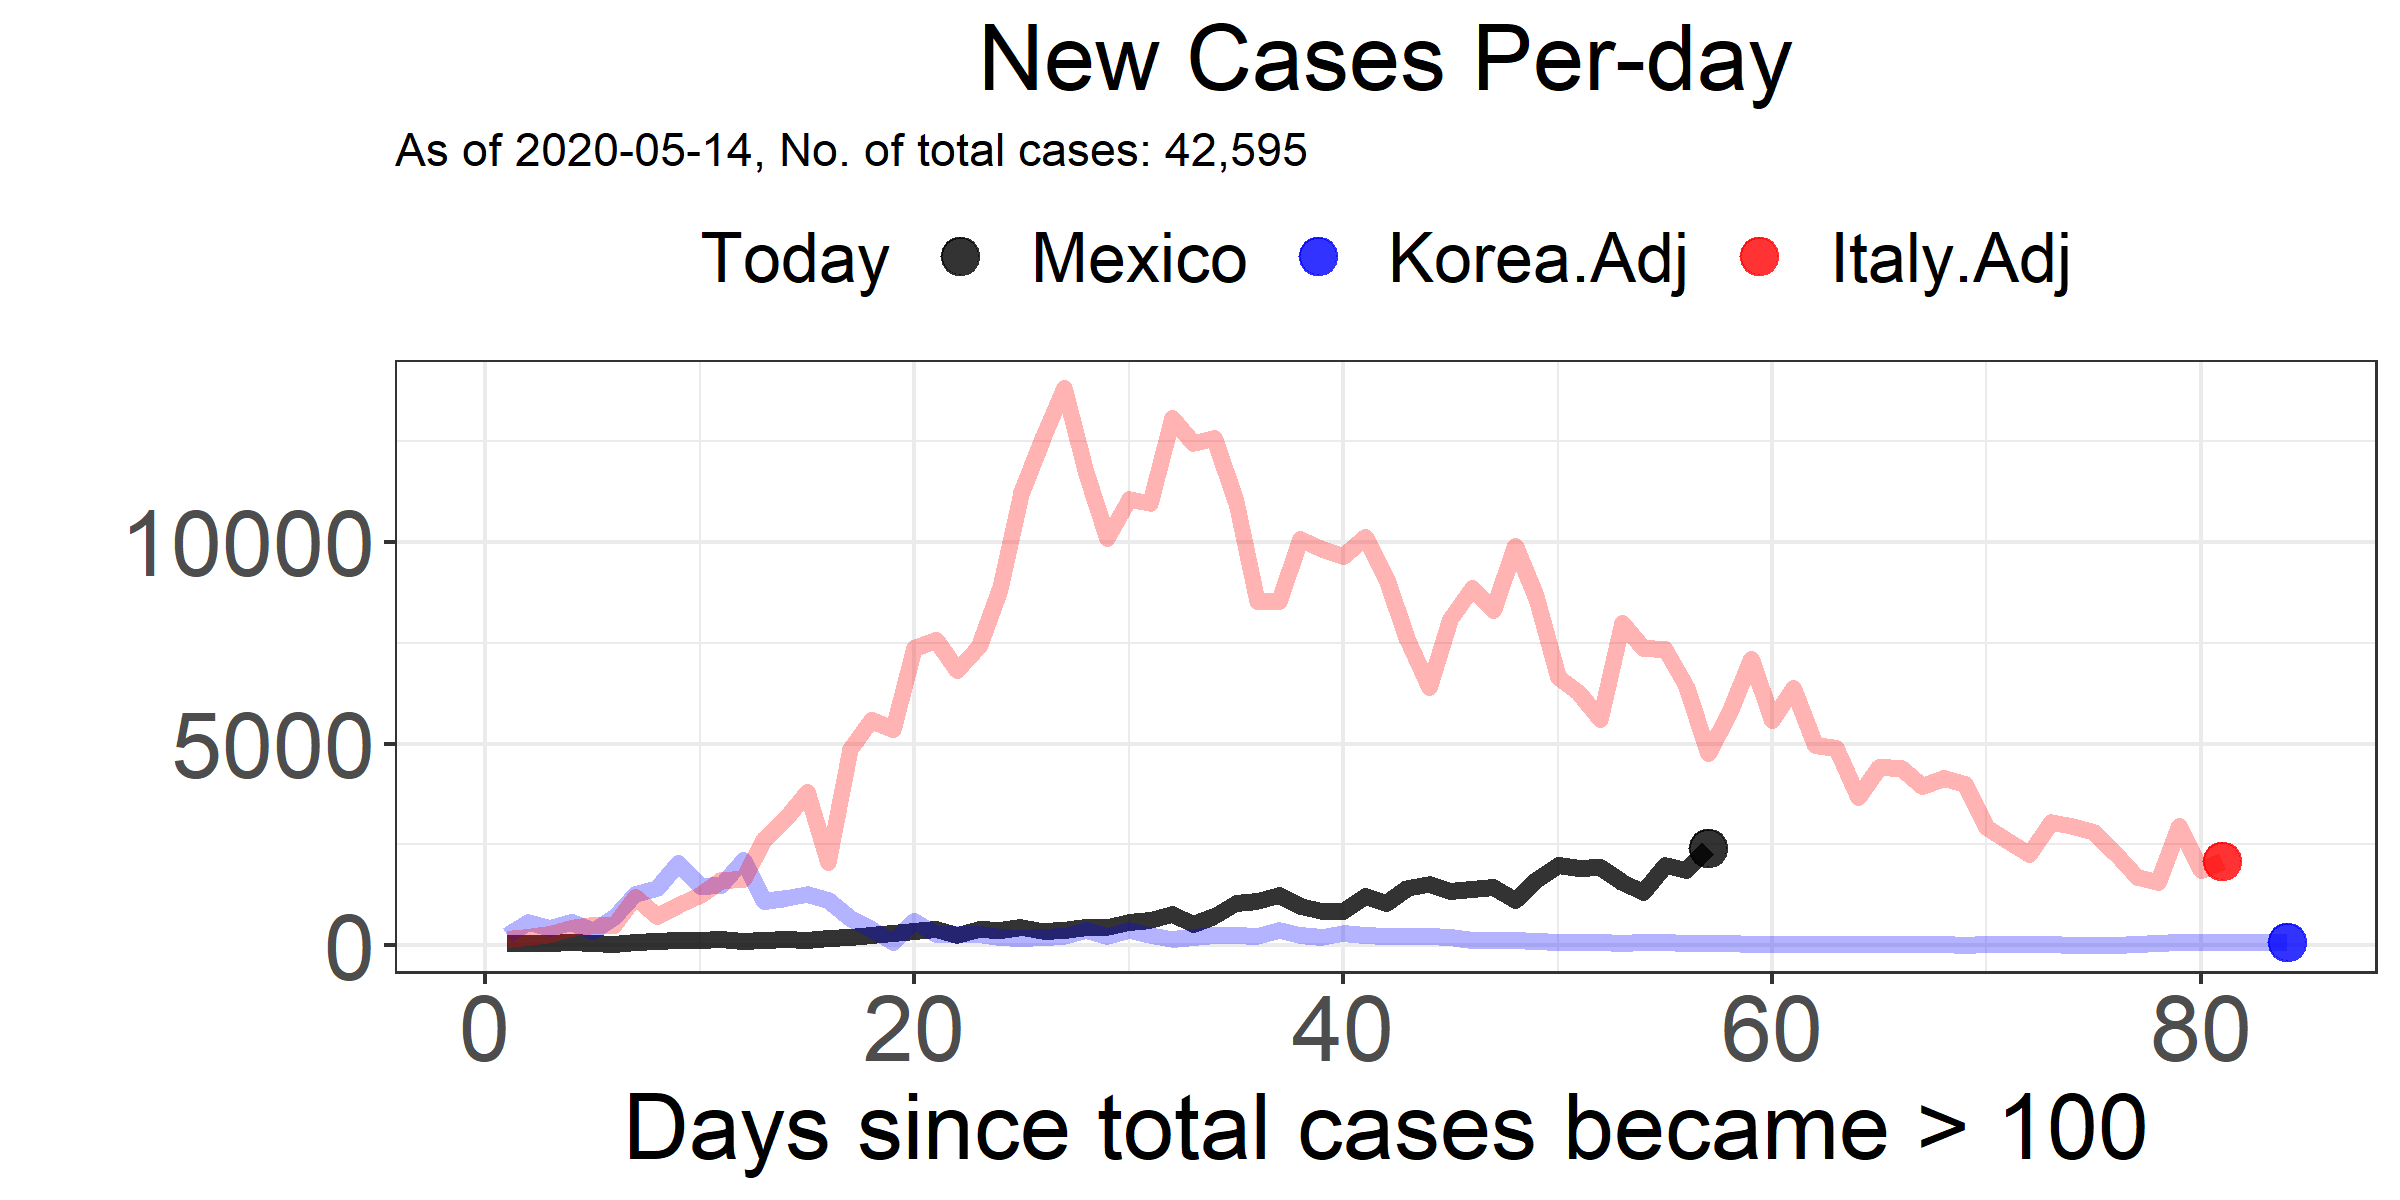 New Cases Per-day
As of 2020-05-14, No. of total cases: 42,595
Today Mexico Korea.Adj Italy.Adj
10000
5000
0
0 20 40 60 80
Days since total cases became > 100